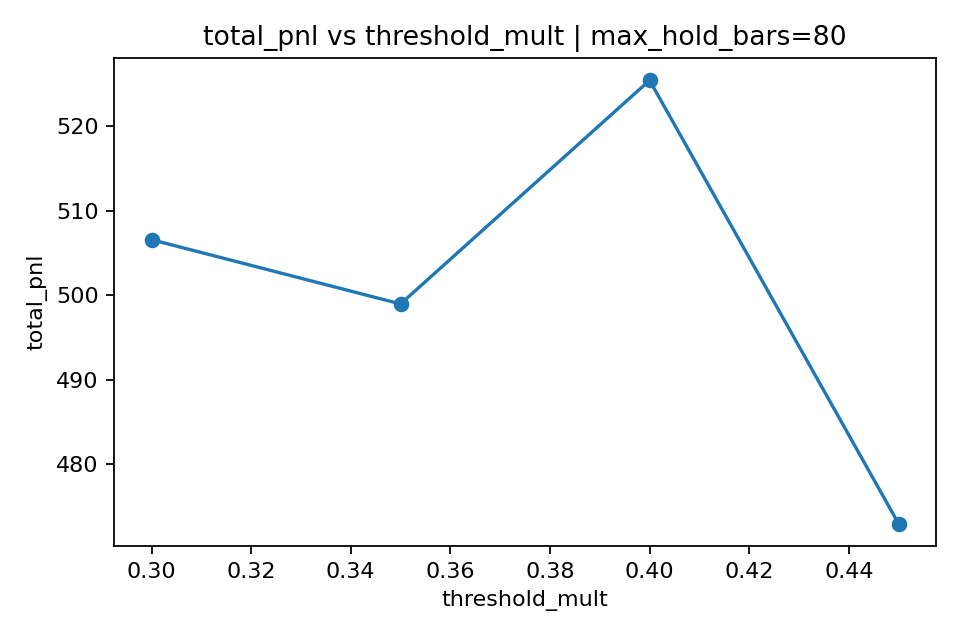 total_pnl vs threshold_mult | max_hold_bars=80
total_pnl
520
510
500
490
480
0.30 0.32 0.34 0.36 0.38 0.40 0.42 0.44
threshold_mult